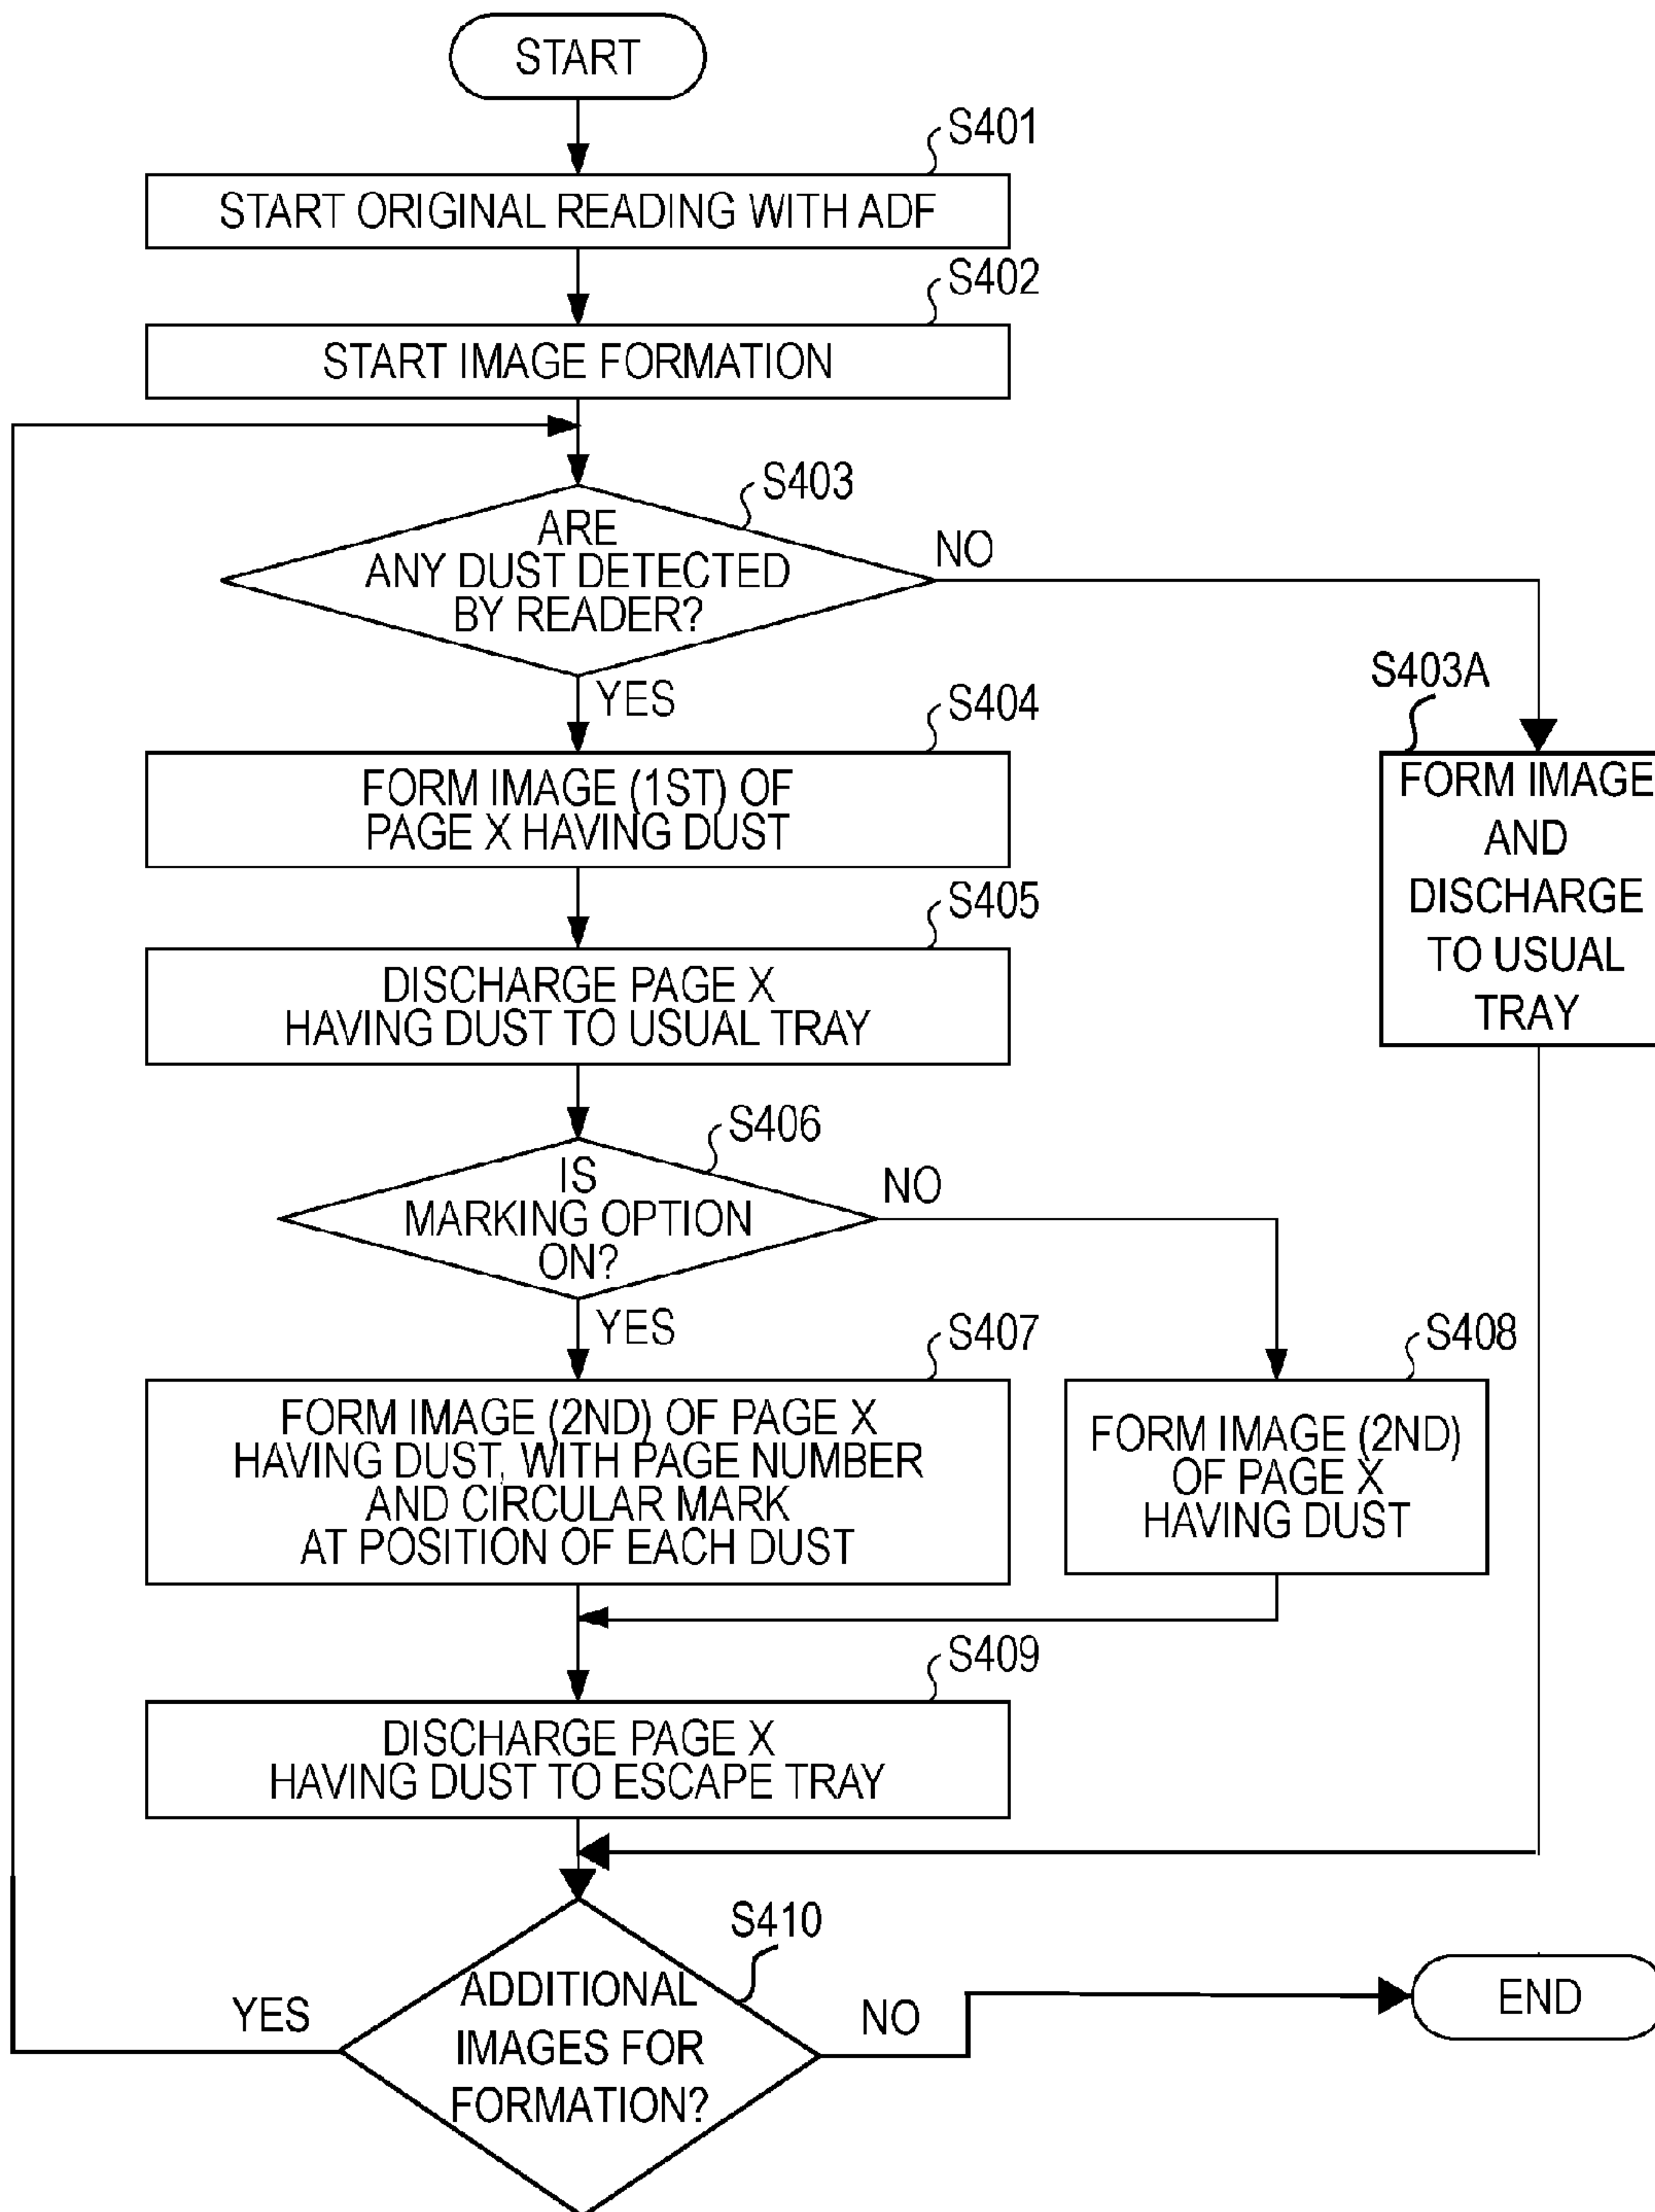 START
S401
START ORIGINAL READING WITH ADF
S402
START IMAGE FORMATION
S403
ARE
ANY DUST DETECTED
BY READER?
NO
YES
S403A
FORM IMAGE
AND
DISCHARGE
TO USUAL
TRAY
S404
FORM IMAGE (1ST) OF
PAGE X HAVING DUST
S405
DISCHARGE PAGE X
HAVING DUST TO USUAL TRAY
S406
IS
MARKING OPTION
ON?
NO
YES
S407
FORM IMAGE (2ND) OF PAGE X
HAVING DUST, WITH PAGE NUMBER
AND CIRCULAR MARK
AT POSITION OF EACH DUST
S408
FORM IMAGE (2ND)
OF PAGE X
HAVING DUST
S409
DISCHARGE PAGE X
HAVING DUST TO ESCAPE TRAY
S410
ADDITIONAL
IMAGES FOR
FORMATION?
YES
NO
END